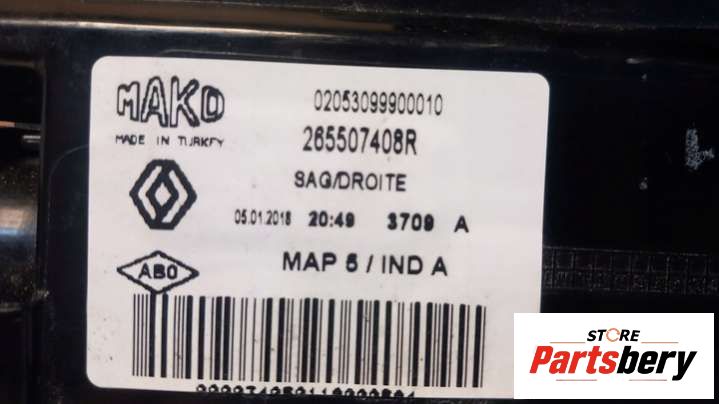 MAKO
MADE IN TURKEY
02053099900010
265507408R
SAG/DROITE
05.01.2018 20:49 3709 A
ABO
MAP 5 / IND A
STORE
Partsbery